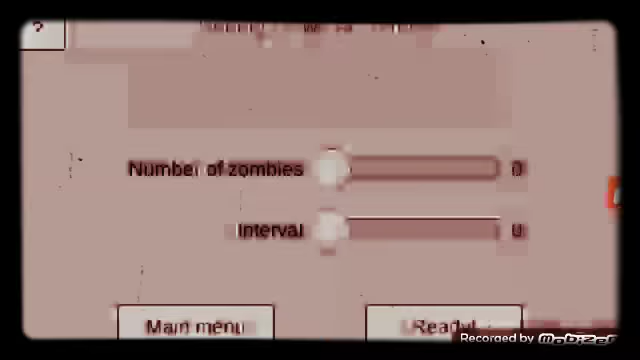 ?
Number of zombies 0
Interval 0
Main menu Ready!
Recorded by Mobizen